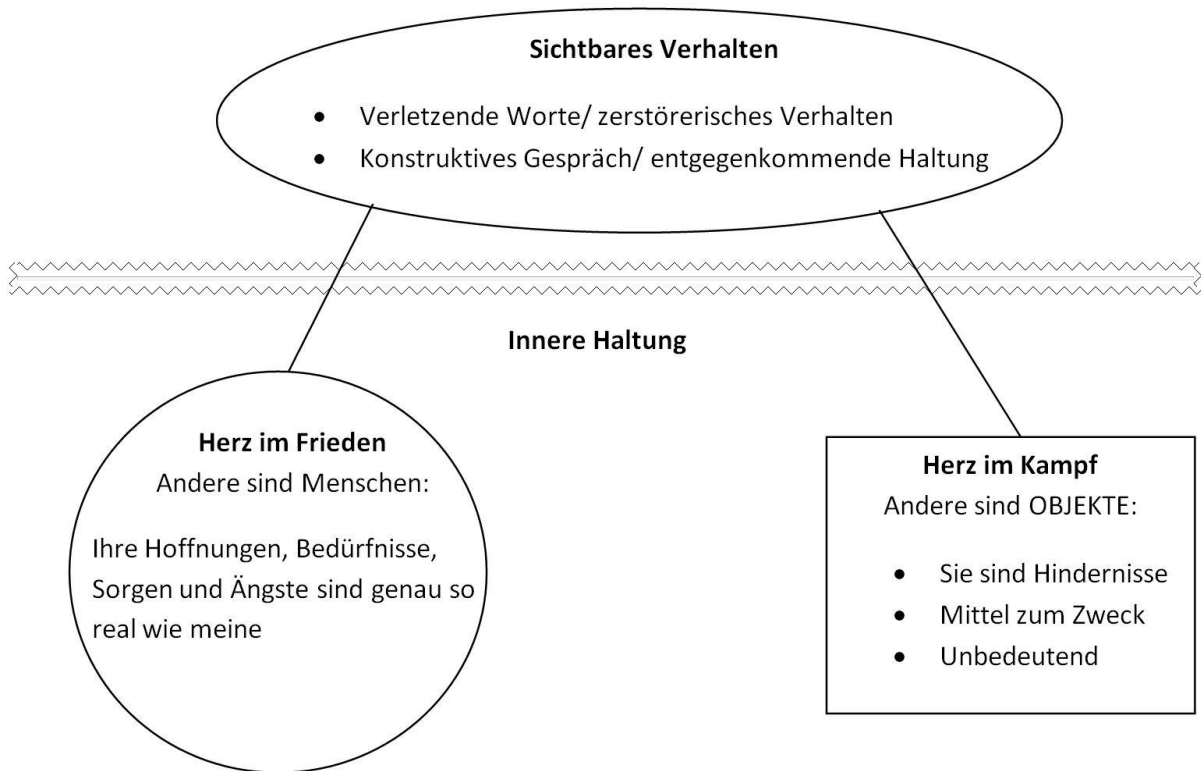 Sichtbares Verhalten
• Verletzende Worte/ zerstörerisches Verhalten
• Konstruktives Gespräch/ entgegenkommende Haltung
Innere Haltung
Herz im Frieden
Andere sind Menschen:
Ihre Hoffnungen, Bedürfnisse,
Sorgen und Ängste sind genau so
real wie meine
Herz im Kampf
Andere sind OBJEKTE:
• Sie sind Hindernisse
• Mittel zum Zweck
• Unbedeutend